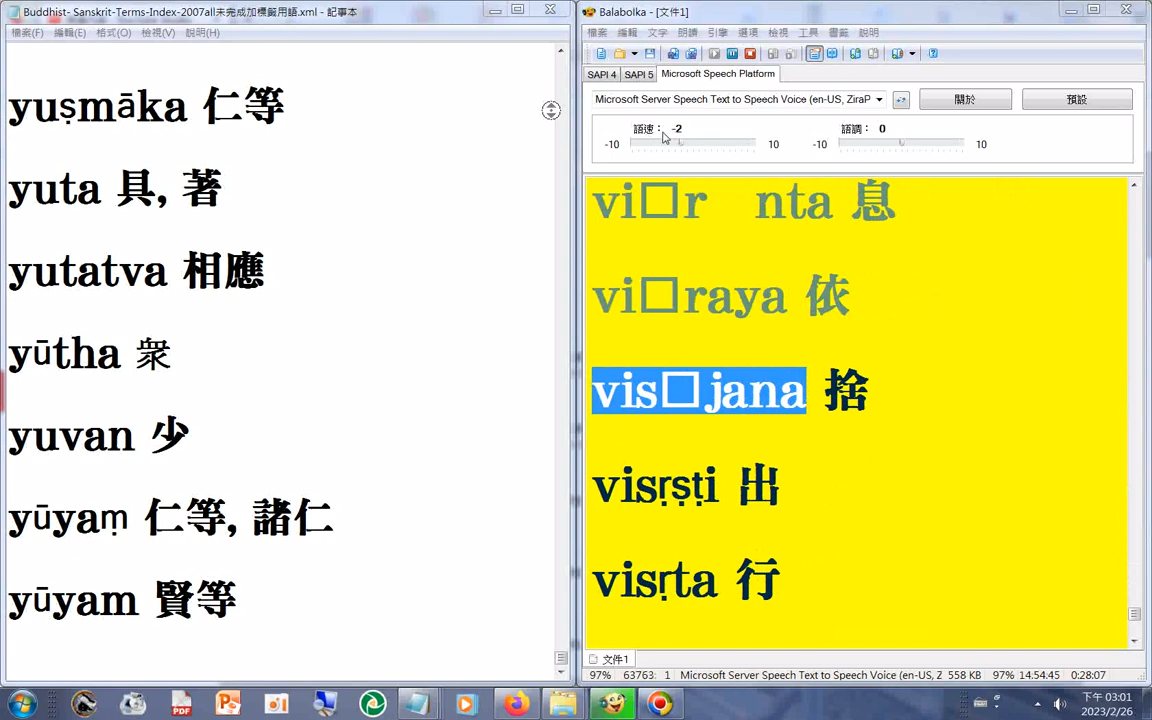 Buddhist- Sanskrit-Terms-Index-2007all未完成加標籤用語.xml - 記事本
檔案(F) 編輯(E) 格式(O) 檢視(V) 說明(H)
yuṣmāka 仁等
yuta 具, 著
yutatva 相應
yūtha 衆
yuvan 少
yūyaṃ 仁等, 諸仁
yūyam 賢等
Balabolka - [文件1]
檔案 編輯 文字 朗讀 引擎 選項 檢視 工具 書籤 說明
SAPI 4 SAPI 5 Microsoft Speech Platform
Microsoft Server Speech Text to Speech Voice (en-US, ZiraP 關於 預設
語速： -2 語調： 0
-10 10 -10 10
vi□r nta 息
vi□raya 依
vis□jana 捨
visṛṣṭi 出
visṛta 行
文件1
97% 63763: 1 Microsoft Server Speech Text to Speech Voice (en-US, Z 558 KB 97% 14:54:45 0:28:07
下午 03:01
2023/2/26